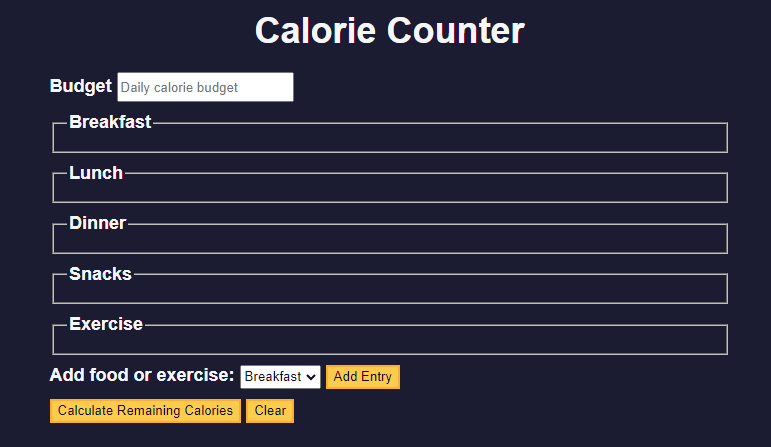 Calorie Counter
Budget Daily calorie budget
Breakfast
Lunch
Dinner
Snacks
Exercise
Add food or exercise: Breakfast Add Entry
Calculate Remaining Calories Clear